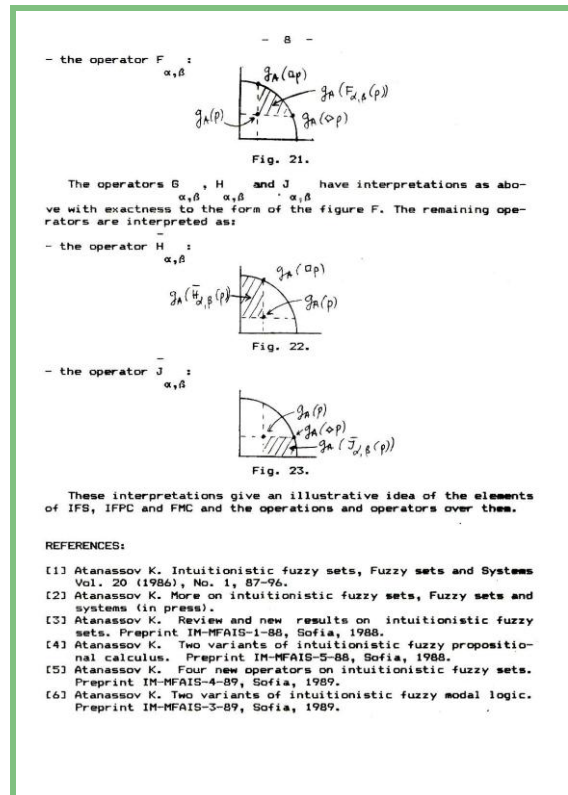 - 8 -
- the operator F :
α,ß
g_A(□p)
g_A(F_α,β(p))
g_A(p)
g_A(◇p)
Fig. 21.
The operators G , H and J have interpretations as abo-
α,ß α,ß α,ß
ve with exactness to the form of the figure F. The remaining ope-
rators are interpreted as:
- the operator H̄ :
α,ß
g_A(□p)
g_A(H̄_α,β(p))
g_A(p)
Fig. 22.
- the operator J̄ :
α,ß
g_A(p)
g_A(◇p)
g_A(J̄_α,β(p))
Fig. 23.
These interpretations give an illustrative idea of the elements
of IFS, IFPC and FMC and the operations and operators over them.
REFERENCES:
[1] Atanassov K. Intuitionistic fuzzy sets, Fuzzy sets and Systems
Vol. 20 (1986), No. 1, 87-96.
[2] Atanassov K. More on intuitionistic fuzzy sets, Fuzzy sets and
systems (in press).
[3] Atanassov K. Review and new results on intuitionistic fuzzy
sets. Preprint IM-MFAIS-1-88, Sofia, 1988.
[4] Atanassov K. Two variants of intuitionistic fuzzy propositio-
nal calculus. Preprint IM-MFAIS-5-88, Sofia, 1988.
[5] Atanassov K. Four new operators on intuitionistic fuzzy sets.
Preprint IM-MFAIS-4-89, Sofia, 1989.
[6] Atanassov K. Two variants of intuitionistic fuzzy modal logic.
Preprint IM-MFAIS-3-89, Sofia, 1989.